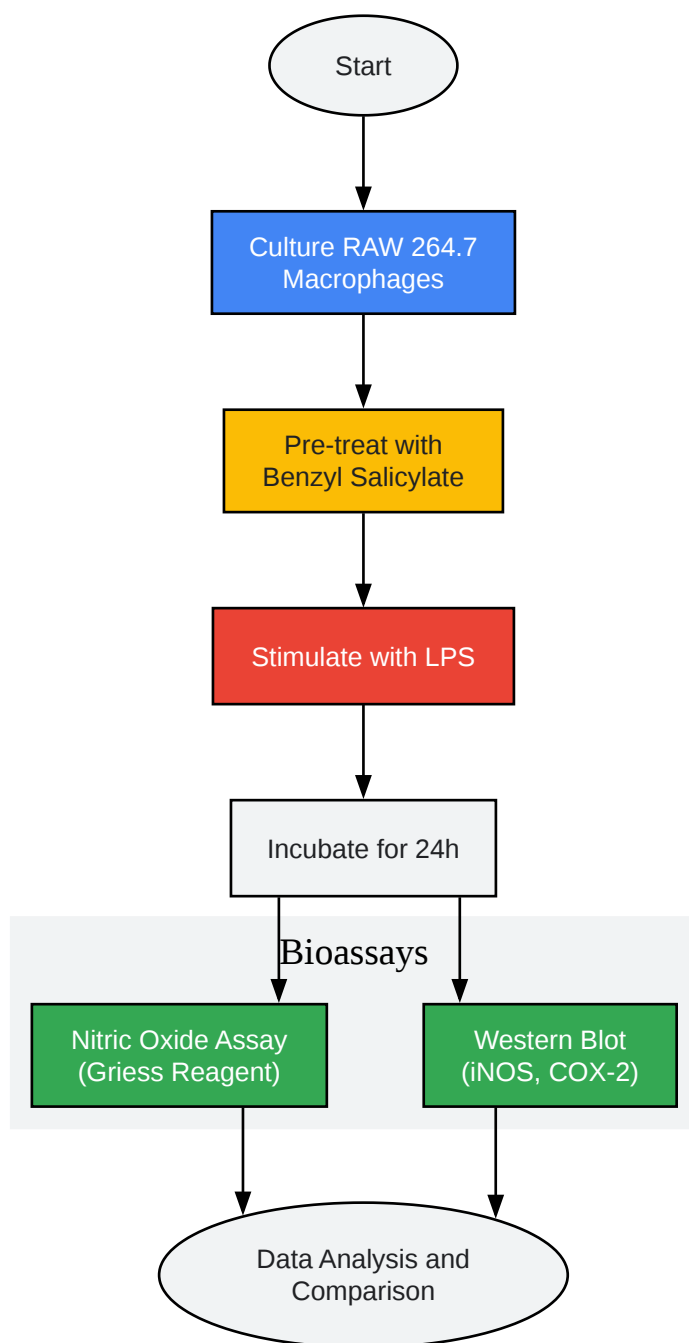 Start
Culture RAW 264.7
Macrophages
Pre-treat with
Benzyl Salicylate
Stimulate with LPS
Incubate for 24h
Bioassays
Nitric Oxide Assay
(Griess Reagent)
Western Blot
(iNOS, COX-2)
Data Analysis and
Comparison